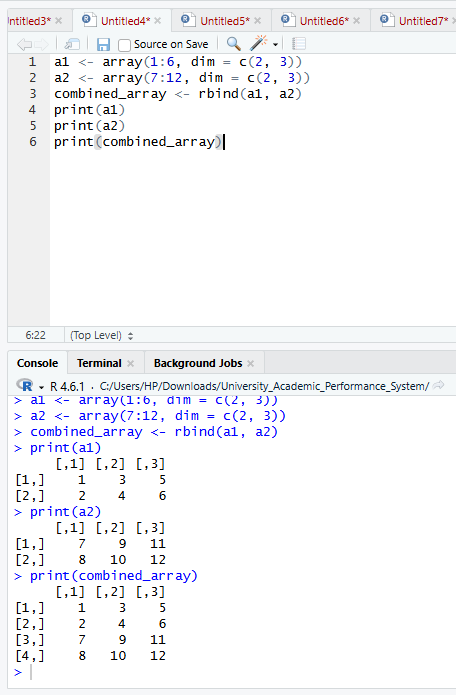 Untitled3* × Untitled4* × Untitled5* × Untitled6* × Untitled7* ×
Source on Save
1 a1 <- array(1:6, dim = c(2, 3))
2 a2 <- array(7:12, dim = c(2, 3))
3 combined_array <- rbind(a1, a2)
4 print(a1)
5 print(a2)
6 print(combined_array)
6:22 (Top Level)
Console Terminal × Background Jobs ×
R R 4.6.1 · C:/Users/HP/Downloads/University_Academic_Performance_System/
> a1 <- array(1:6, dim = c(2, 3))
> a2 <- array(7:12, dim = c(2, 3))
> combined_array <- rbind(a1, a2)
> print(a1)
     [,1] [,2] [,3]
[1,]    1    3    5
[2,]    2    4    6
> print(a2)
     [,1] [,2] [,3]
[1,]    7    9   11
[2,]    8   10   12
> print(combined_array)
     [,1] [,2] [,3]
[1,]    1    3    5
[2,]    2    4    6
[3,]    7    9   11
[4,]    8   10   12
>